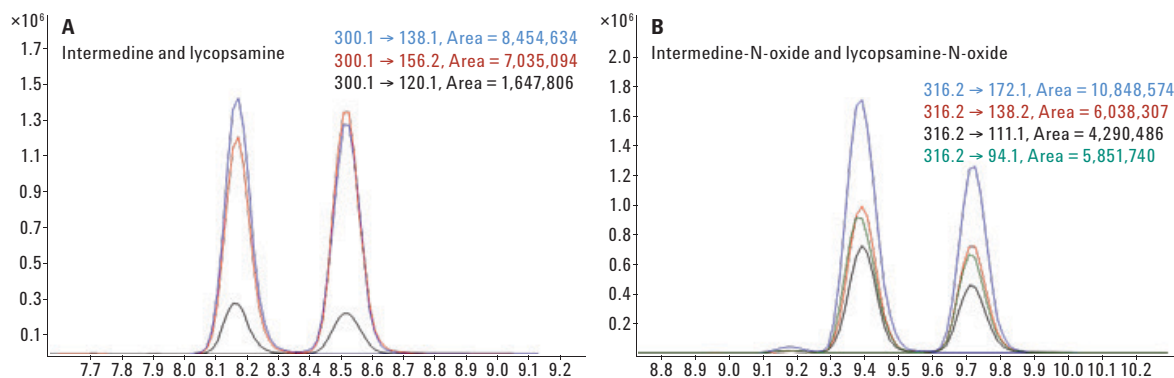 ×10⁶
A
Intermedine and lycopsamine
300.1 → 138.1, Area = 8,454,634
300.1 → 156.2, Area = 7,035,094
300.1 → 120.1, Area = 1,647,806
1.7
1.5
1.3
1.1
0.9
0.7
0.5
0.3
0.1
7.7 7.8 7.9 8.0 8.1 8.2 8.3 8.4 8.5 8.6 8.7 8.8 8.9 9.0 9.1 9.2
×10⁶
B
Intermedine-N-oxide and lycopsamine-N-oxide
316.2 → 172.1, Area = 10,848,574
316.2 → 138.2, Area = 6,038,307
316.2 → 111.1, Area = 4,290,486
316.2 → 94.1, Area = 5,851,740
2.0
1.8
1.6
1.4
1.2
1.0
0.8
0.6
0.4
0.2
8.8 8.9 9.0 9.1 9.2 9.3 9.4 9.5 9.6 9.7 9.8 9.9 10.0 10.1 10.2